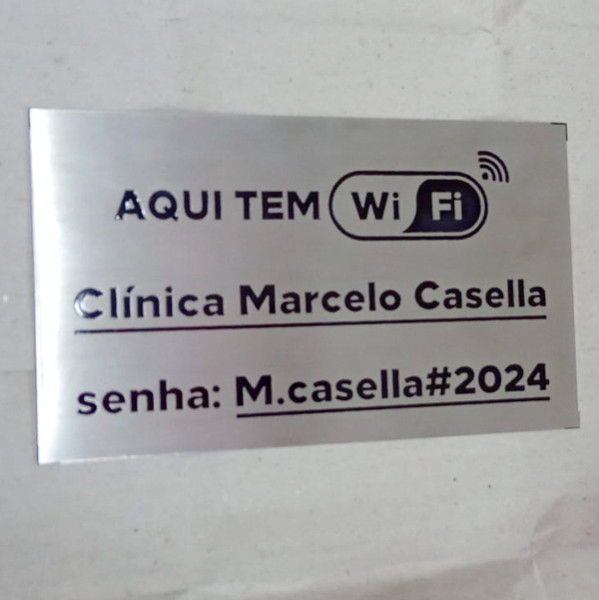 AQUI TEM Wi Fi
Clínica Marcelo Casella
senha: M.casella#2024